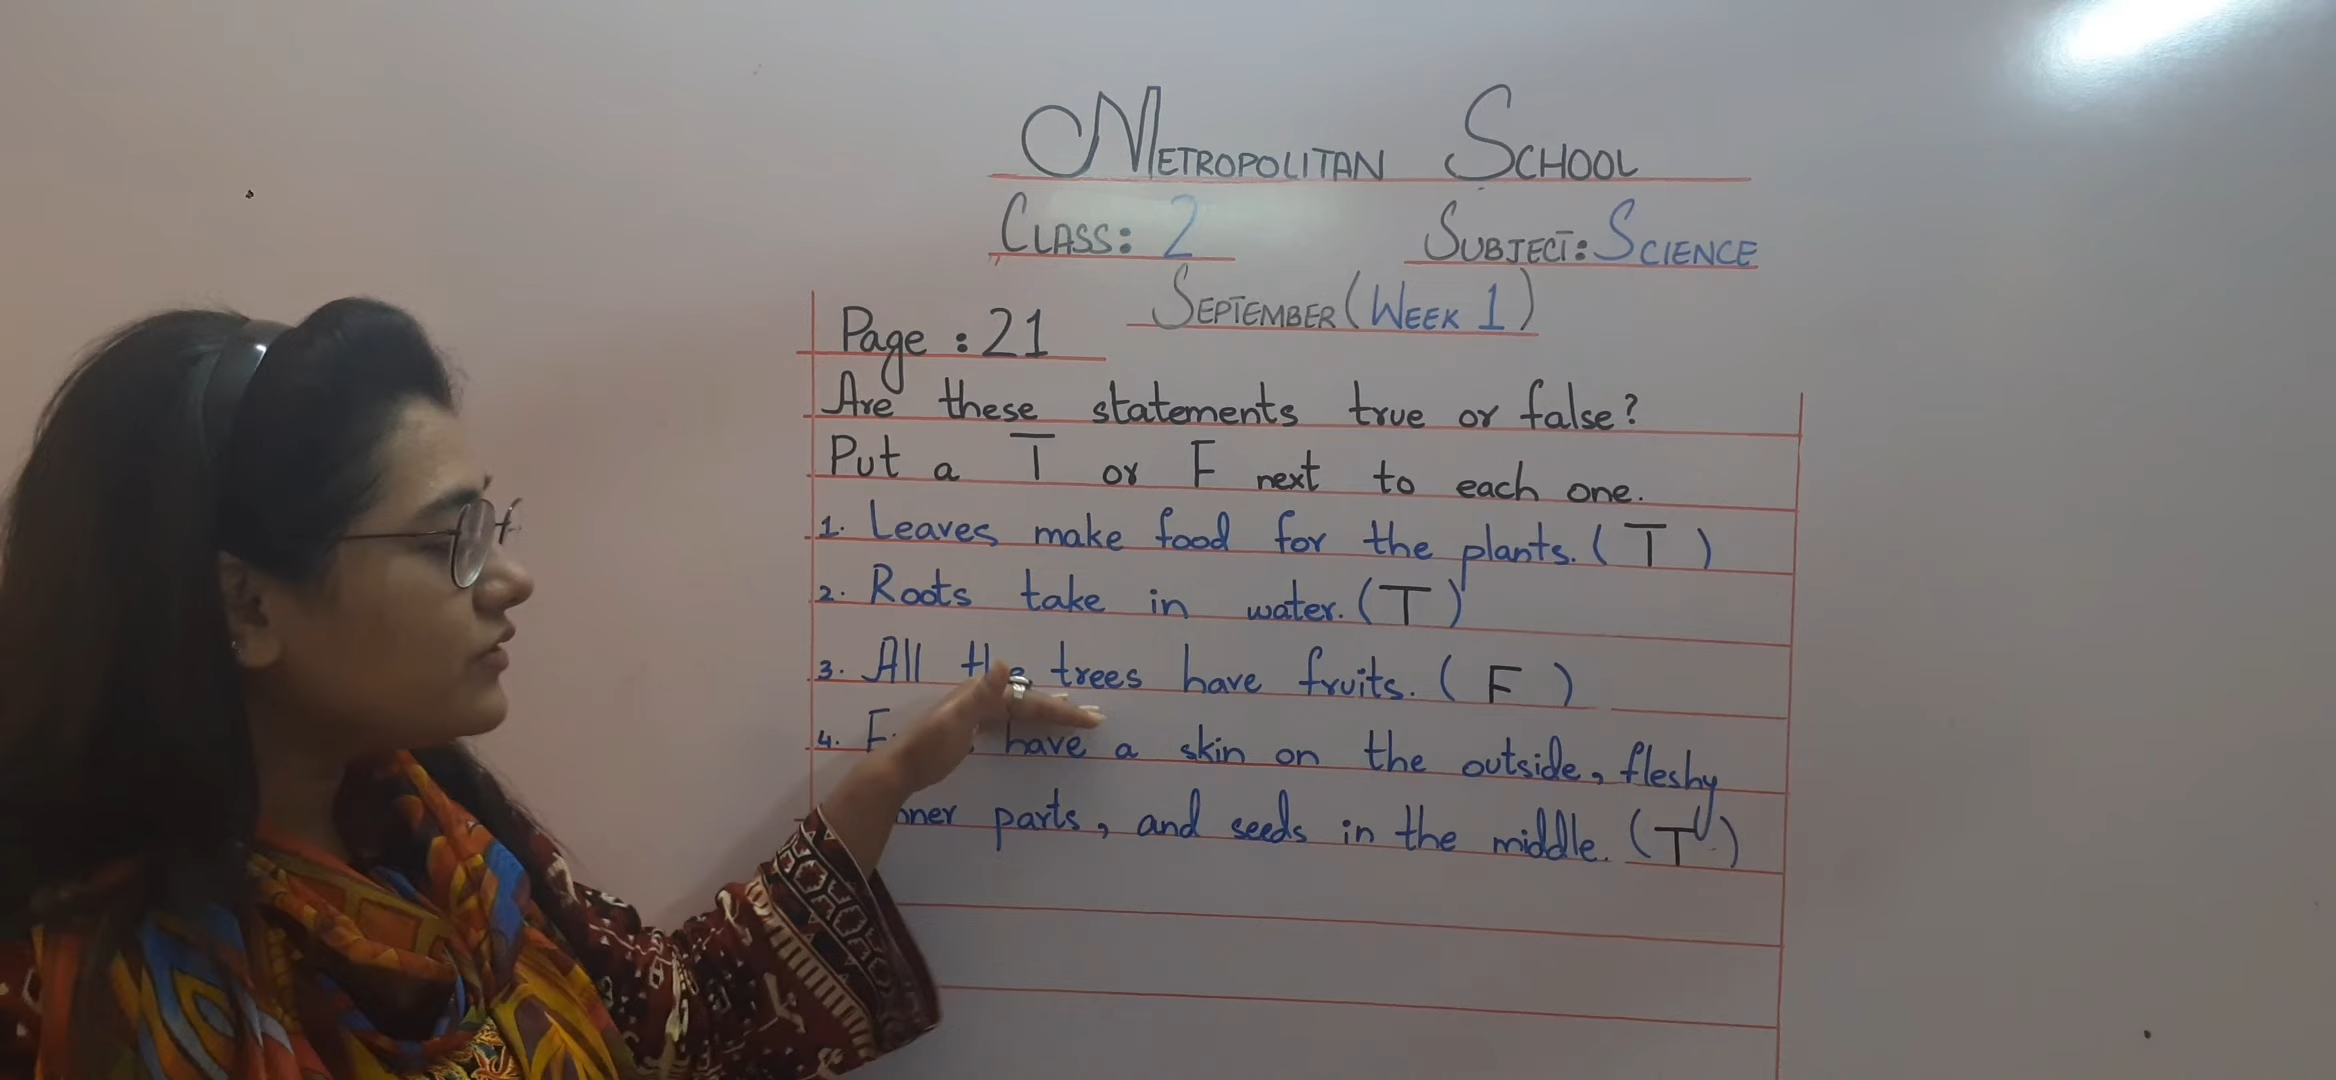 METROPOLITAN SCHOOL
CLASS: 2 SUBJECT: SCIENCE
SEPTEMBER (WEEK 1)
Page : 21
Are these statements true or false?
Put a T or F next to each one.
1. Leaves make food for the plants. ( T )
2. Roots take in water. ( T )
3. All the trees have fruits. ( F )
4. have a skin on the outside, fleshy
parts, and seeds in the middle. ( T )